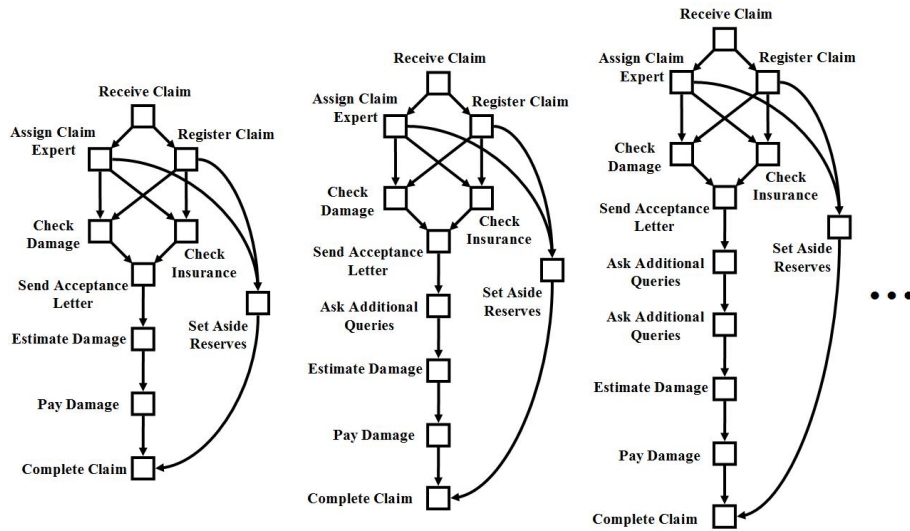 Receive Claim
Assign Claim
Expert
Register Claim
Check
Damage
Check
Insurance
Send Acceptance
Letter
Set Aside
Reserves
Estimate Damage
Pay Damage
Complete Claim
Receive Claim
Assign Claim
Expert
Register Claim
Check
Damage
Check
Insurance
Send Acceptance
Letter
Set Aside
Reserves
Ask Additional
Queries
Estimate Damage
Pay Damage
Complete Claim
Receive Claim
Assign Claim
Expert
Register Claim
Check
Damage
Check
Insurance
Send Acceptance
Letter
Set Aside
Reserves
Ask Additional
Queries
Ask Additional
Queries
Estimate Damage
Pay Damage
Complete Claim
...